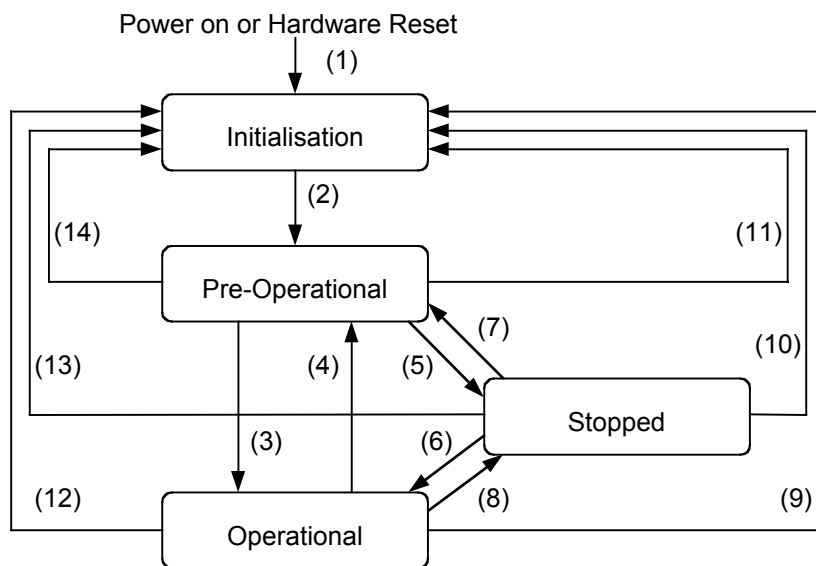 Power on or Hardware Reset
(1)
Initialisation
(2)
(14)
(11)
Pre-Operational
(7)
(13)
(4)
(5)
(10)
Stopped
(3)
(6)
(12)
(8)
(9)
Operational